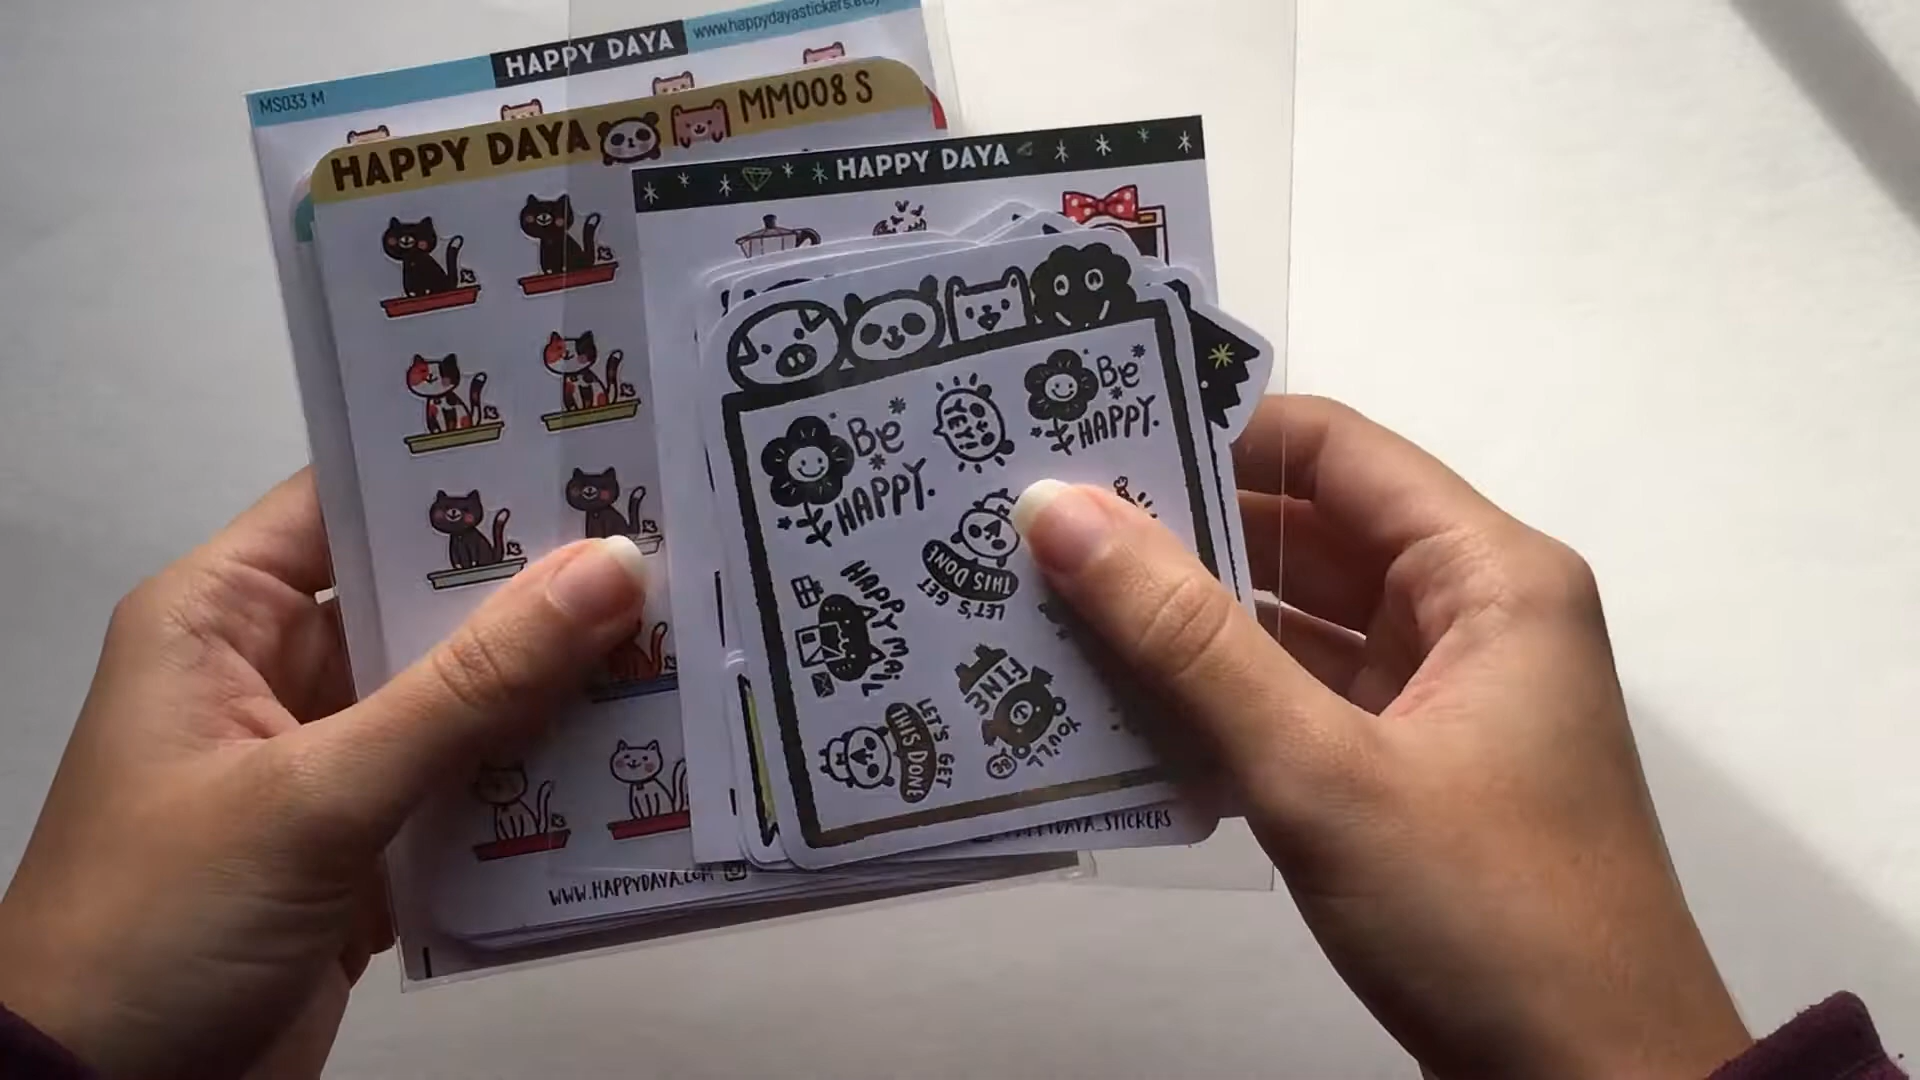 www.happydayastickers.etsy
HAPPY DAYA
MS033 M
HAPPY DAYA
MM008 S
HAPPY DAYA
Be
HAPPY.
YEY!
Be
HAPPY.
LET'S GET
THIS DONE
HAPPY MAIL
YOU'LL
BE
FINE
LET'S GET
THIS DONE
WWW.HAPPYDAYA.COM
HAPPYDAYA_STICKERS